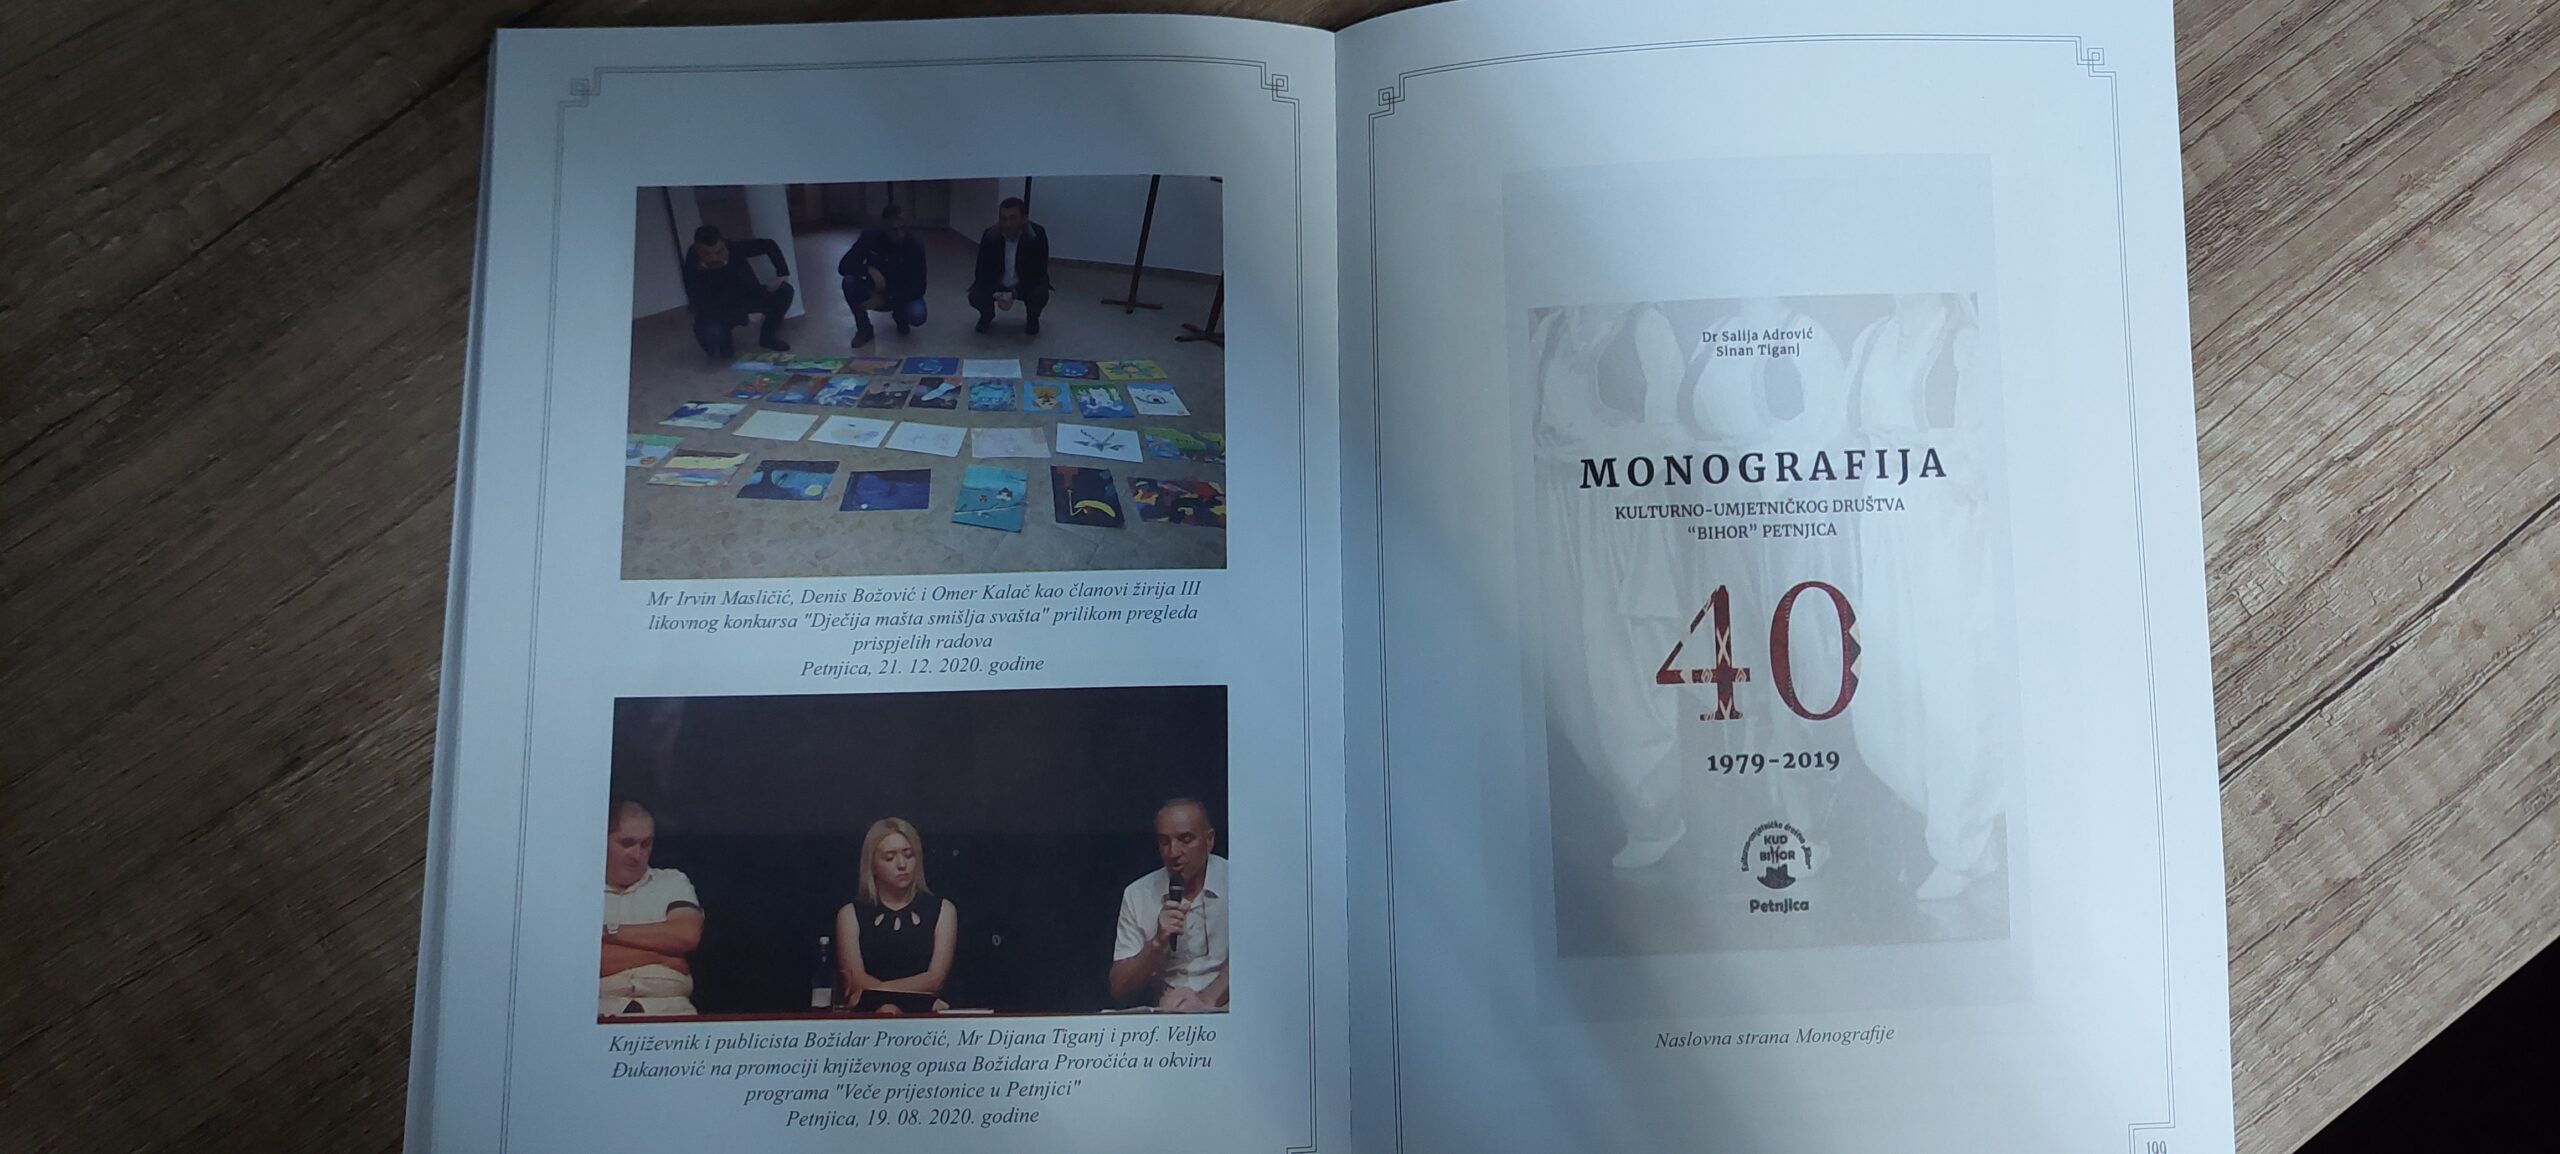 Mr Irvin Masličić, Denis Božović i Omer Kalač kao članovi žirija III
likovnog konkursa "Dječija mašta smišlja svašta" prilikom pregleda
prispjelih radova
Petnjica, 21. 12. 2020. godine
Književnik i publicista Božidar Proročić, Mr Dijana Tiganj i prof. Veljko
Đukanović na promociji književnog opusa Božidara Proročića u okviru
programa "Veče prijestonice u Petnjici"
Petnjica, 19. 08. 2020. godine
Dr Salija Adrović
Sinan Tiganj
MONOGRAFIJA
KULTURNO-UMJETNIČKOG DRUŠTVA
“BIHOR” PETNJICA
40
1979-2019
Kulturno-umjetničko društvo
KUD
BIHOR
Petnjica
Naslovna strana Monografije